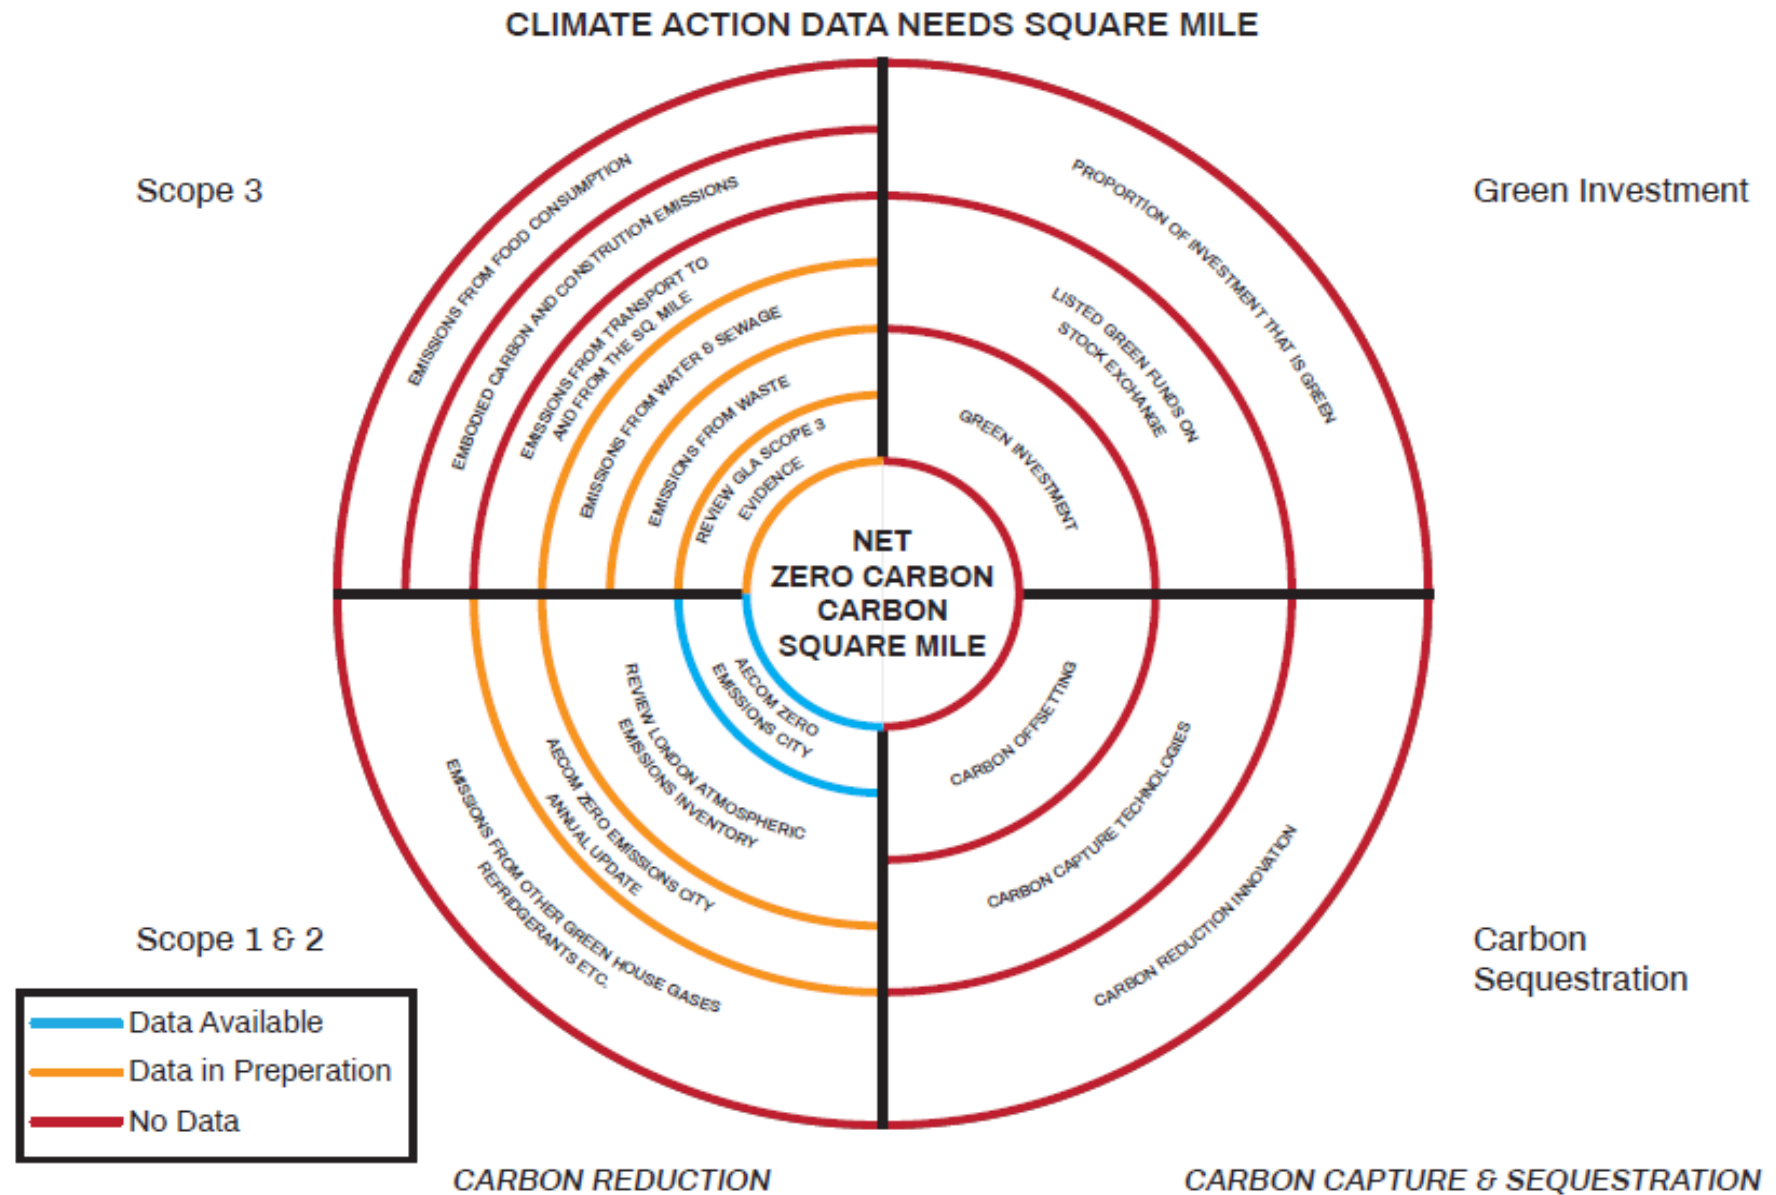 CLIMATE ACTION DATA NEEDS SQUARE MILE
Scope 3
Green Investment
EMISSIONS FROM FOOD CONSUMPTION
EMBODIED CARBON AND CONSTRUTION EMISSIONS
EMISSIONS FROM TRANSPORT TO
AND FROM THE SQ. MILE
EMISSIONS FROM WATER & SEWAGE
EMISSIONS FROM WASTE
REVIEW GLA SCOPE 3
EVIDENCE
PROPORTION OF INVESTMENT THAT IS GREEN
LISTED GREEN FUNDS ON
STOCK EXCHANGE
GREEN INVESTMENT
NET
ZERO CARBON
CARBON
SQUARE MILE
AECOM ZERO
EMISSIONS CITY
REVIEW LONDON ATMOSPHERIC
EMISSIONS INVENTORY
AECOM ZERO EMISSIONS CITY
ANNUAL UPDATE
EMISSIONS FROM OTHER GREEN HOUSE GASES
REFRIDGERANTS ETC.
CARBON OFFSETTING
CARBON CAPTURE TECHNOLOGIES
CARBON REDUCTION INNOVATION
Scope 1 & 2
Carbon
Sequestration
Data Available
Data in Preperation
No Data
CARBON REDUCTION
CARBON CAPTURE & SEQUESTRATION